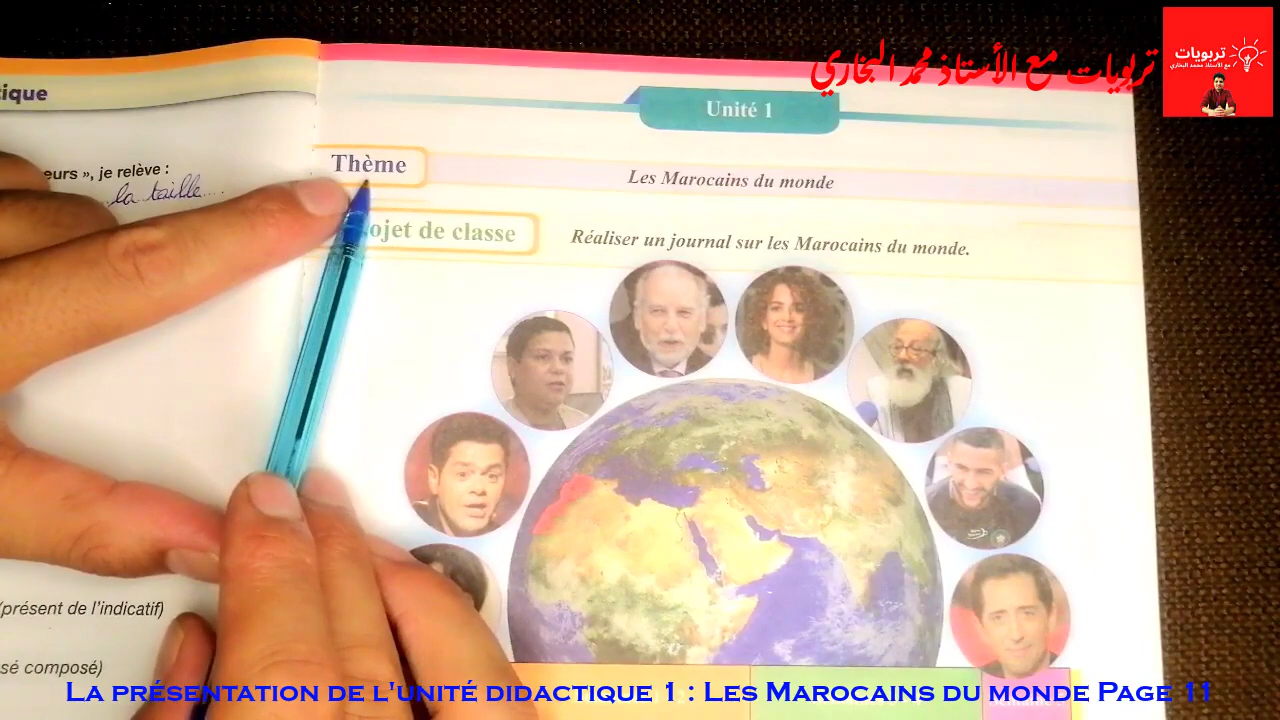 تربويات مع الأستاذ محمد البخاري
تربويات
مع الأستاذ محمد البخاري
tique
Unité 1
eurs », je relève :
la taille
Thème
Les Marocains du monde
ojet de classe
Réaliser un journal sur les Marocains du monde.
(présent de l'indicatif)
sé composé)
La présentation de l'unité didactique 1 : Les Marocains du monde Page 11